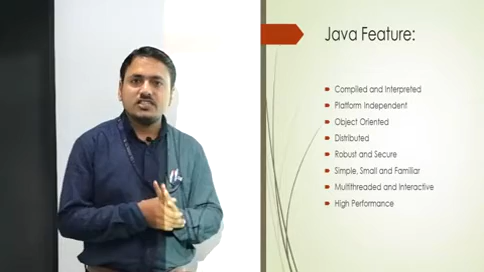 Java Feature:
Compiled and Interpreted
Platform Independent
Object Oriented
Distributed
Robust and Secure
Simple, Small and Familiar
Multithreaded and Interactive
High Performance